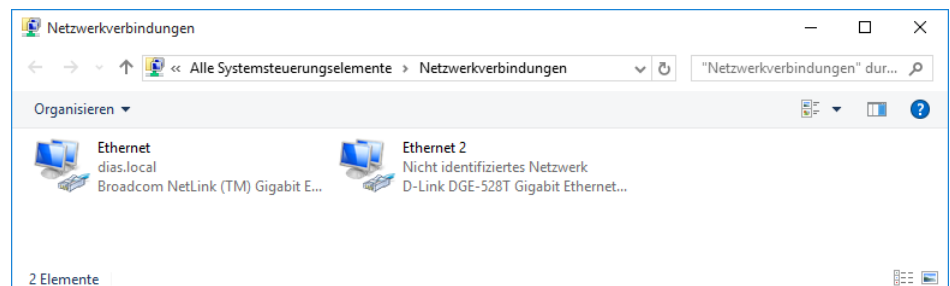 Netzwerkverbindungen
« Alle Systemsteuerungselemente › Netzwerkverbindungen
"Netzwerkverbindungen" dur...
Organisieren
Ethernet
dias.local
Broadcom NetLink (TM) Gigabit E...
Ethernet 2
Nicht identifiziertes Netzwerk
D-Link DGE-528T Gigabit Ethernet...
2 Elemente